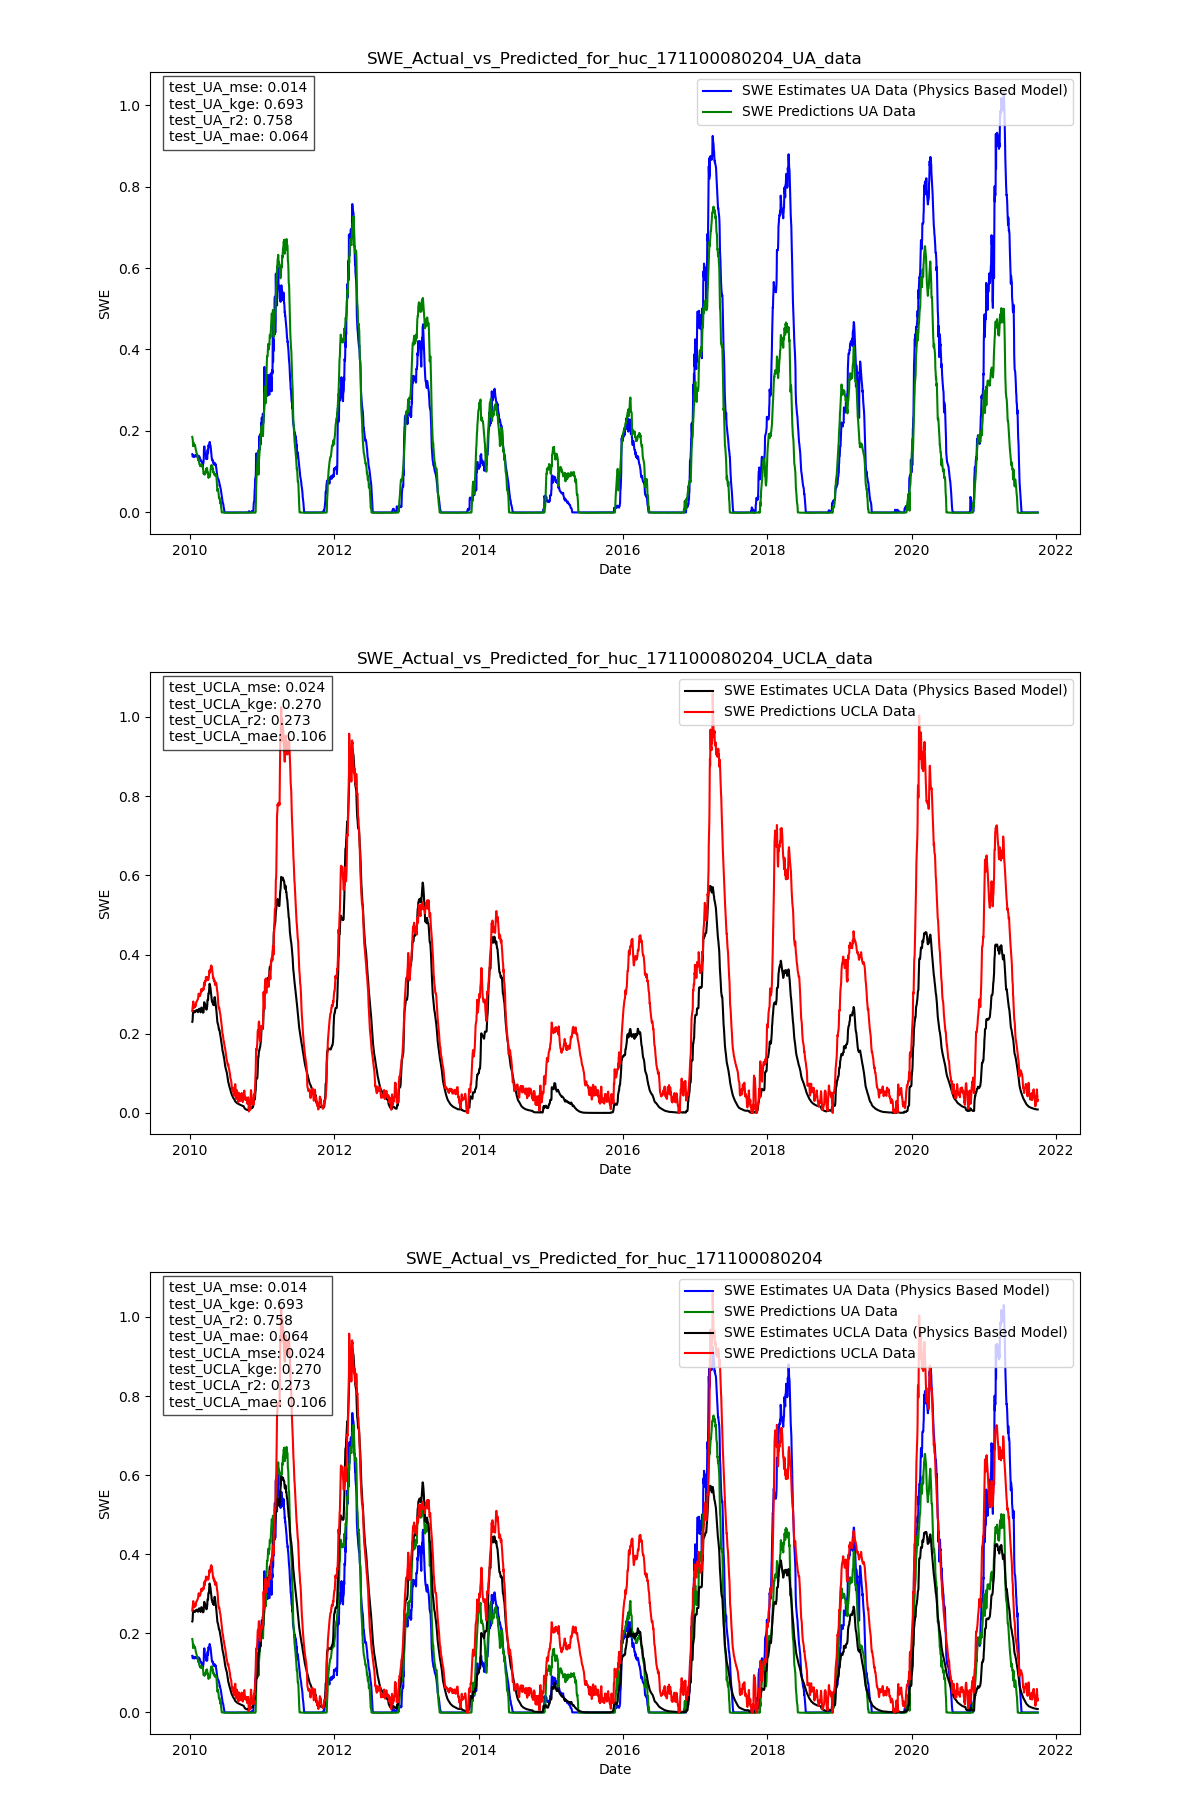 SWE_Actual_vs_Predicted_for_huc_171100080204_UA_data
test_UA_mse: 0.014
test_UA_kge: 0.693
test_UA_r2: 0.758
test_UA_mae: 0.064
SWE Estimates UA Data (Physics Based Model)
SWE Predictions UA Data
1.0
0.8
0.6
0.4
0.2
0.0
SWE
2010 2012 2014 2016 2018 2020 2022
Date
SWE_Actual_vs_Predicted_for_huc_171100080204_UCLA_data
test_UCLA_mse: 0.024
test_UCLA_kge: 0.270
test_UCLA_r2: 0.273
test_UCLA_mae: 0.106
SWE Estimates UCLA Data (Physics Based Model)
SWE Predictions UCLA Data
1.0
0.8
0.6
0.4
0.2
0.0
SWE
2010 2012 2014 2016 2018 2020 2022
Date
SWE_Actual_vs_Predicted_for_huc_171100080204
test_UA_mse: 0.014
test_UA_kge: 0.693
test_UA_r2: 0.758
test_UA_mae: 0.064
test_UCLA_mse: 0.024
test_UCLA_kge: 0.270
test_UCLA_r2: 0.273
test_UCLA_mae: 0.106
SWE Estimates UA Data (Physics Based Model)
SWE Predictions UA Data
SWE Estimates UCLA Data (Physics Based Model)
SWE Predictions UCLA Data
1.0
0.8
0.6
0.4
0.2
0.0
SWE
2010 2012 2014 2016 2018 2020 2022
Date